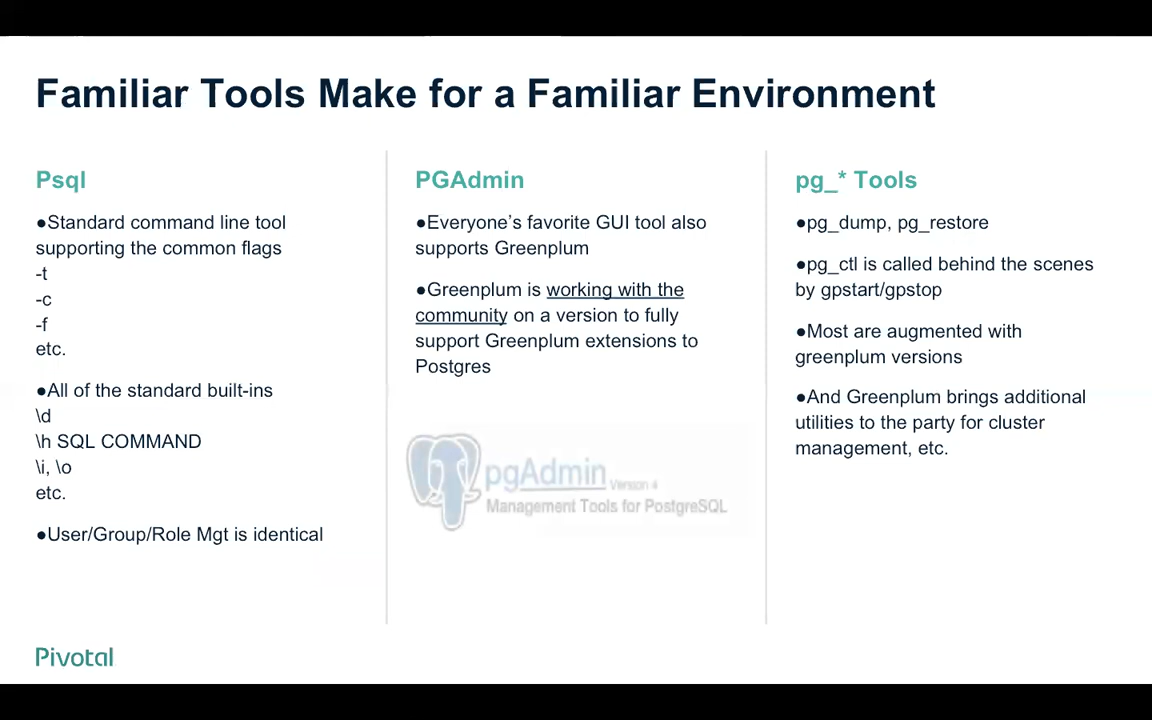 Familiar Tools Make for a Familiar Environment
Psql
●Standard command line tool
supporting the common flags
-t
-c
-f
etc.
●All of the standard built-ins
\d
\h SQL COMMAND
\i, \o
etc.
●User/Group/Role Mgt is identical
PGAdmin
●Everyone’s favorite GUI tool also
supports Greenplum
●Greenplum is working with the
community on a version to fully
support Greenplum extensions to
Postgres
pgAdmin Version 4
Management Tools for PostgreSQL
pg_* Tools
●pg_dump, pg_restore
●pg_ctl is called behind the scenes
by gpstart/gpstop
●Most are augmented with
greenplum versions
●And Greenplum brings additional
utilities to the party for cluster
management, etc.
Pivotal